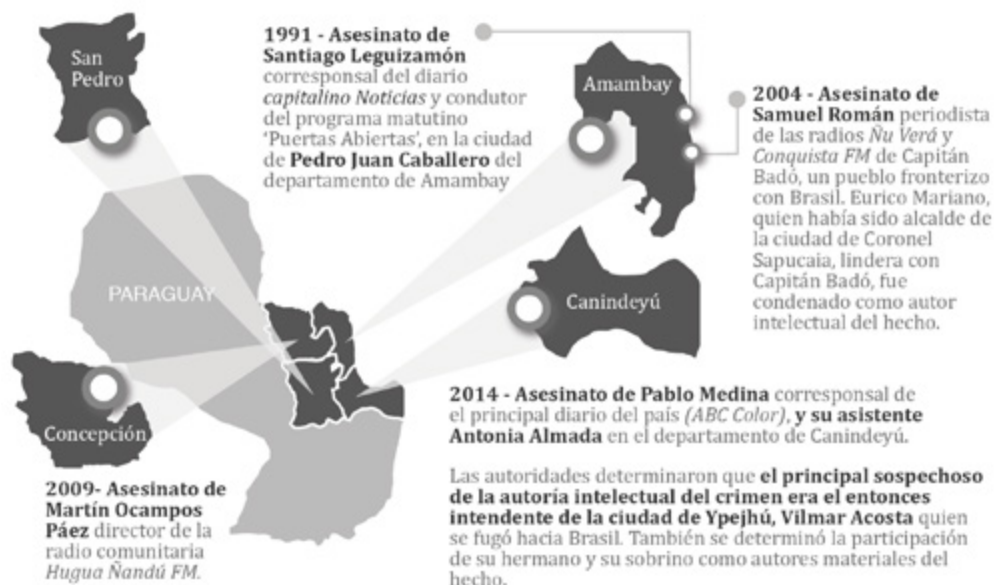 San
Pedro
1991 - Asesinato de
Santiago Leguizamón
corresponsal del diario
capitalino Noticias y condutor
del programa matutino
‘Puertas Abiertas’, en la ciudad
de Pedro Juan Caballero del
departamento de Amambay
Amambay
2004 - Asesinato de
Samuel Román periodista
de las radios Ñu Verá y
Conquista FM de Capitán
Badó, un pueblo fronterizo
con Brasil. Eurico Mariano,
quien había sido alcalde de
la ciudad de Coronel
Sapucaia, lindera con
Capitán Badó, fue
condenado como autor
intelectual del hecho.
PARAGUAY
Canindeyú
Concepción
2009- Asesinato de
Martín Ocampos
Páez director de la
radio comunitaria
Hugua Ñandú FM.
2014 - Asesinato de Pablo Medina corresponsal de
el principal diario del país (ABC Color), y su asistente
Antonia Almada en el departamento de Canindeyú.
Las autoridades determinaron que el principal sospechoso
de la autoría intelectual del crimen era el entonces
intendente de la ciudad de Ypejhú, Vilmar Acosta quien
se fugó hacia Brasil. También se determinó la participación
de su hermano y su sobrino como autores materiales del
hecho.